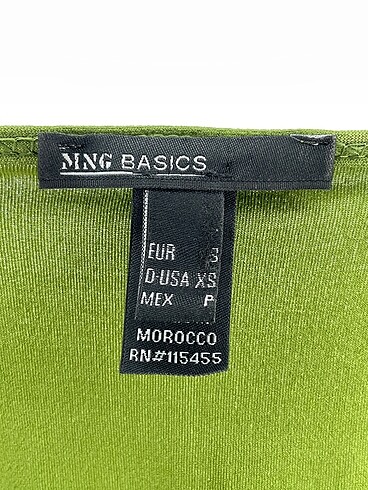 MNG BASICS
EUR S
D-USA XS
MEX P
MOROCCO
RN#115455